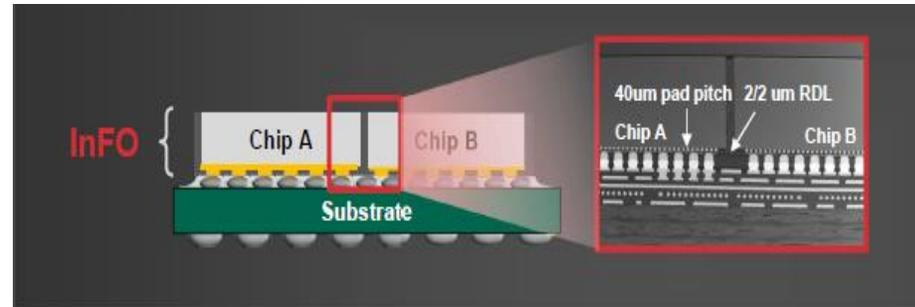 InFO
Chip A
Chip B
Substrate
40um pad pitch
2/2 um RDL
Chip A
Chip B